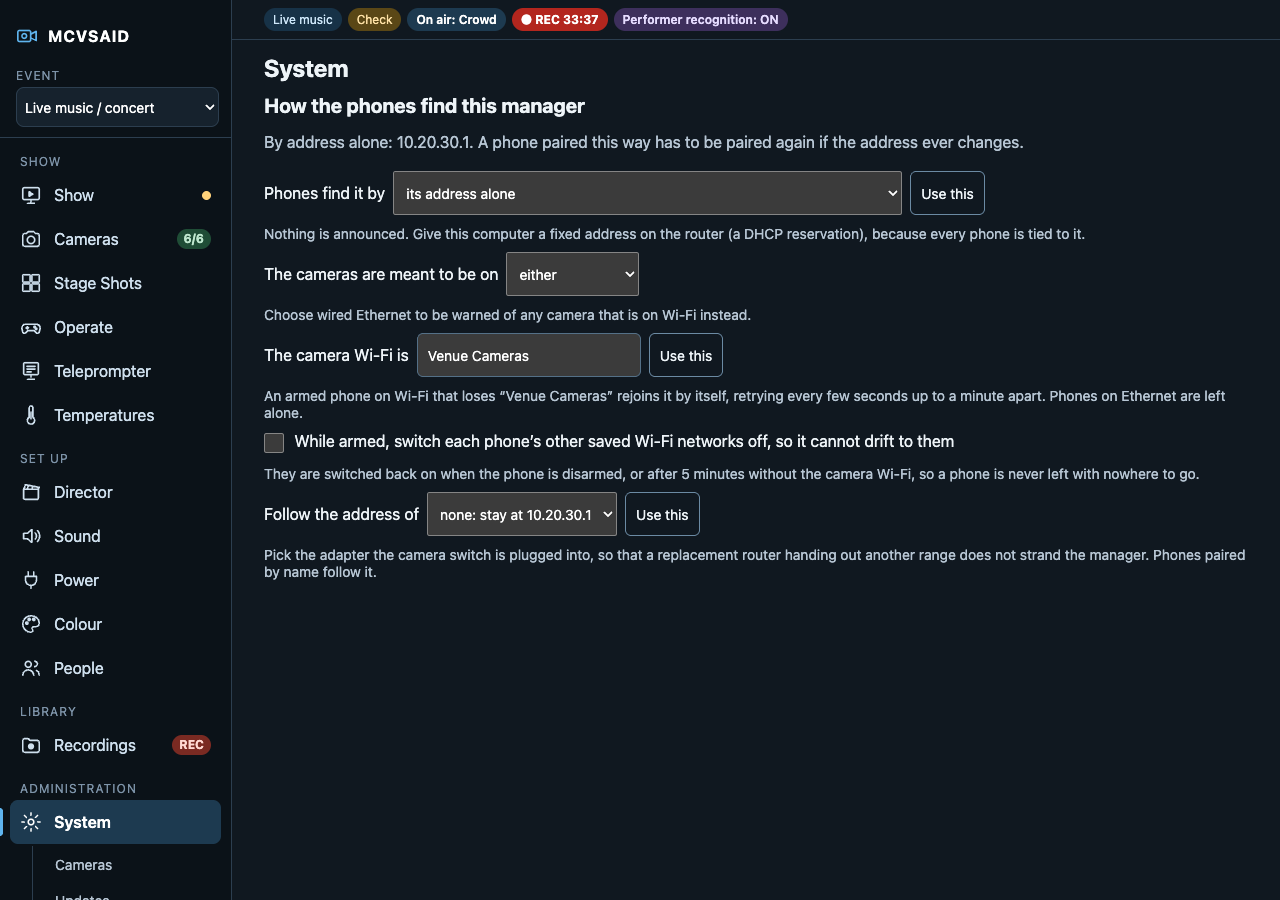 MCVSAID
EVENT
Live music / concert
SHOW
Show
Cameras 6/6
Stage Shots
Operate
Teleprompter
Temperatures
SET UP
Director
Sound
Power
Colour
People
LIBRARY
Recordings REC
ADMINISTRATION
System
Cameras
Updates
Live music Check On air: Crowd REC 33:37 Performer recognition: ON
System
How the phones find this manager
By address alone: 10.20.30.1. A phone paired this way has to be paired again if the address ever changes.
Phones find it by its address alone Use this
Nothing is announced. Give this computer a fixed address on the router (a DHCP reservation), because every phone is tied to it.
The cameras are meant to be on either
Choose wired Ethernet to be warned of any camera that is on Wi-Fi instead.
The camera Wi-Fi is Venue Cameras Use this
An armed phone on Wi-Fi that loses “Venue Cameras” rejoins it by itself, retrying every few seconds up to a minute apart. Phones on Ethernet are left
alone.
While armed, switch each phone’s other saved Wi-Fi networks off, so it cannot drift to them
They are switched back on when the phone is disarmed, or after 5 minutes without the camera Wi-Fi, so a phone is never left with nowhere to go.
Follow the address of none: stay at 10.20.30.1 Use this
Pick the adapter the camera switch is plugged into, so that a replacement router handing out another range does not strand the manager. Phones paired
by name follow it.